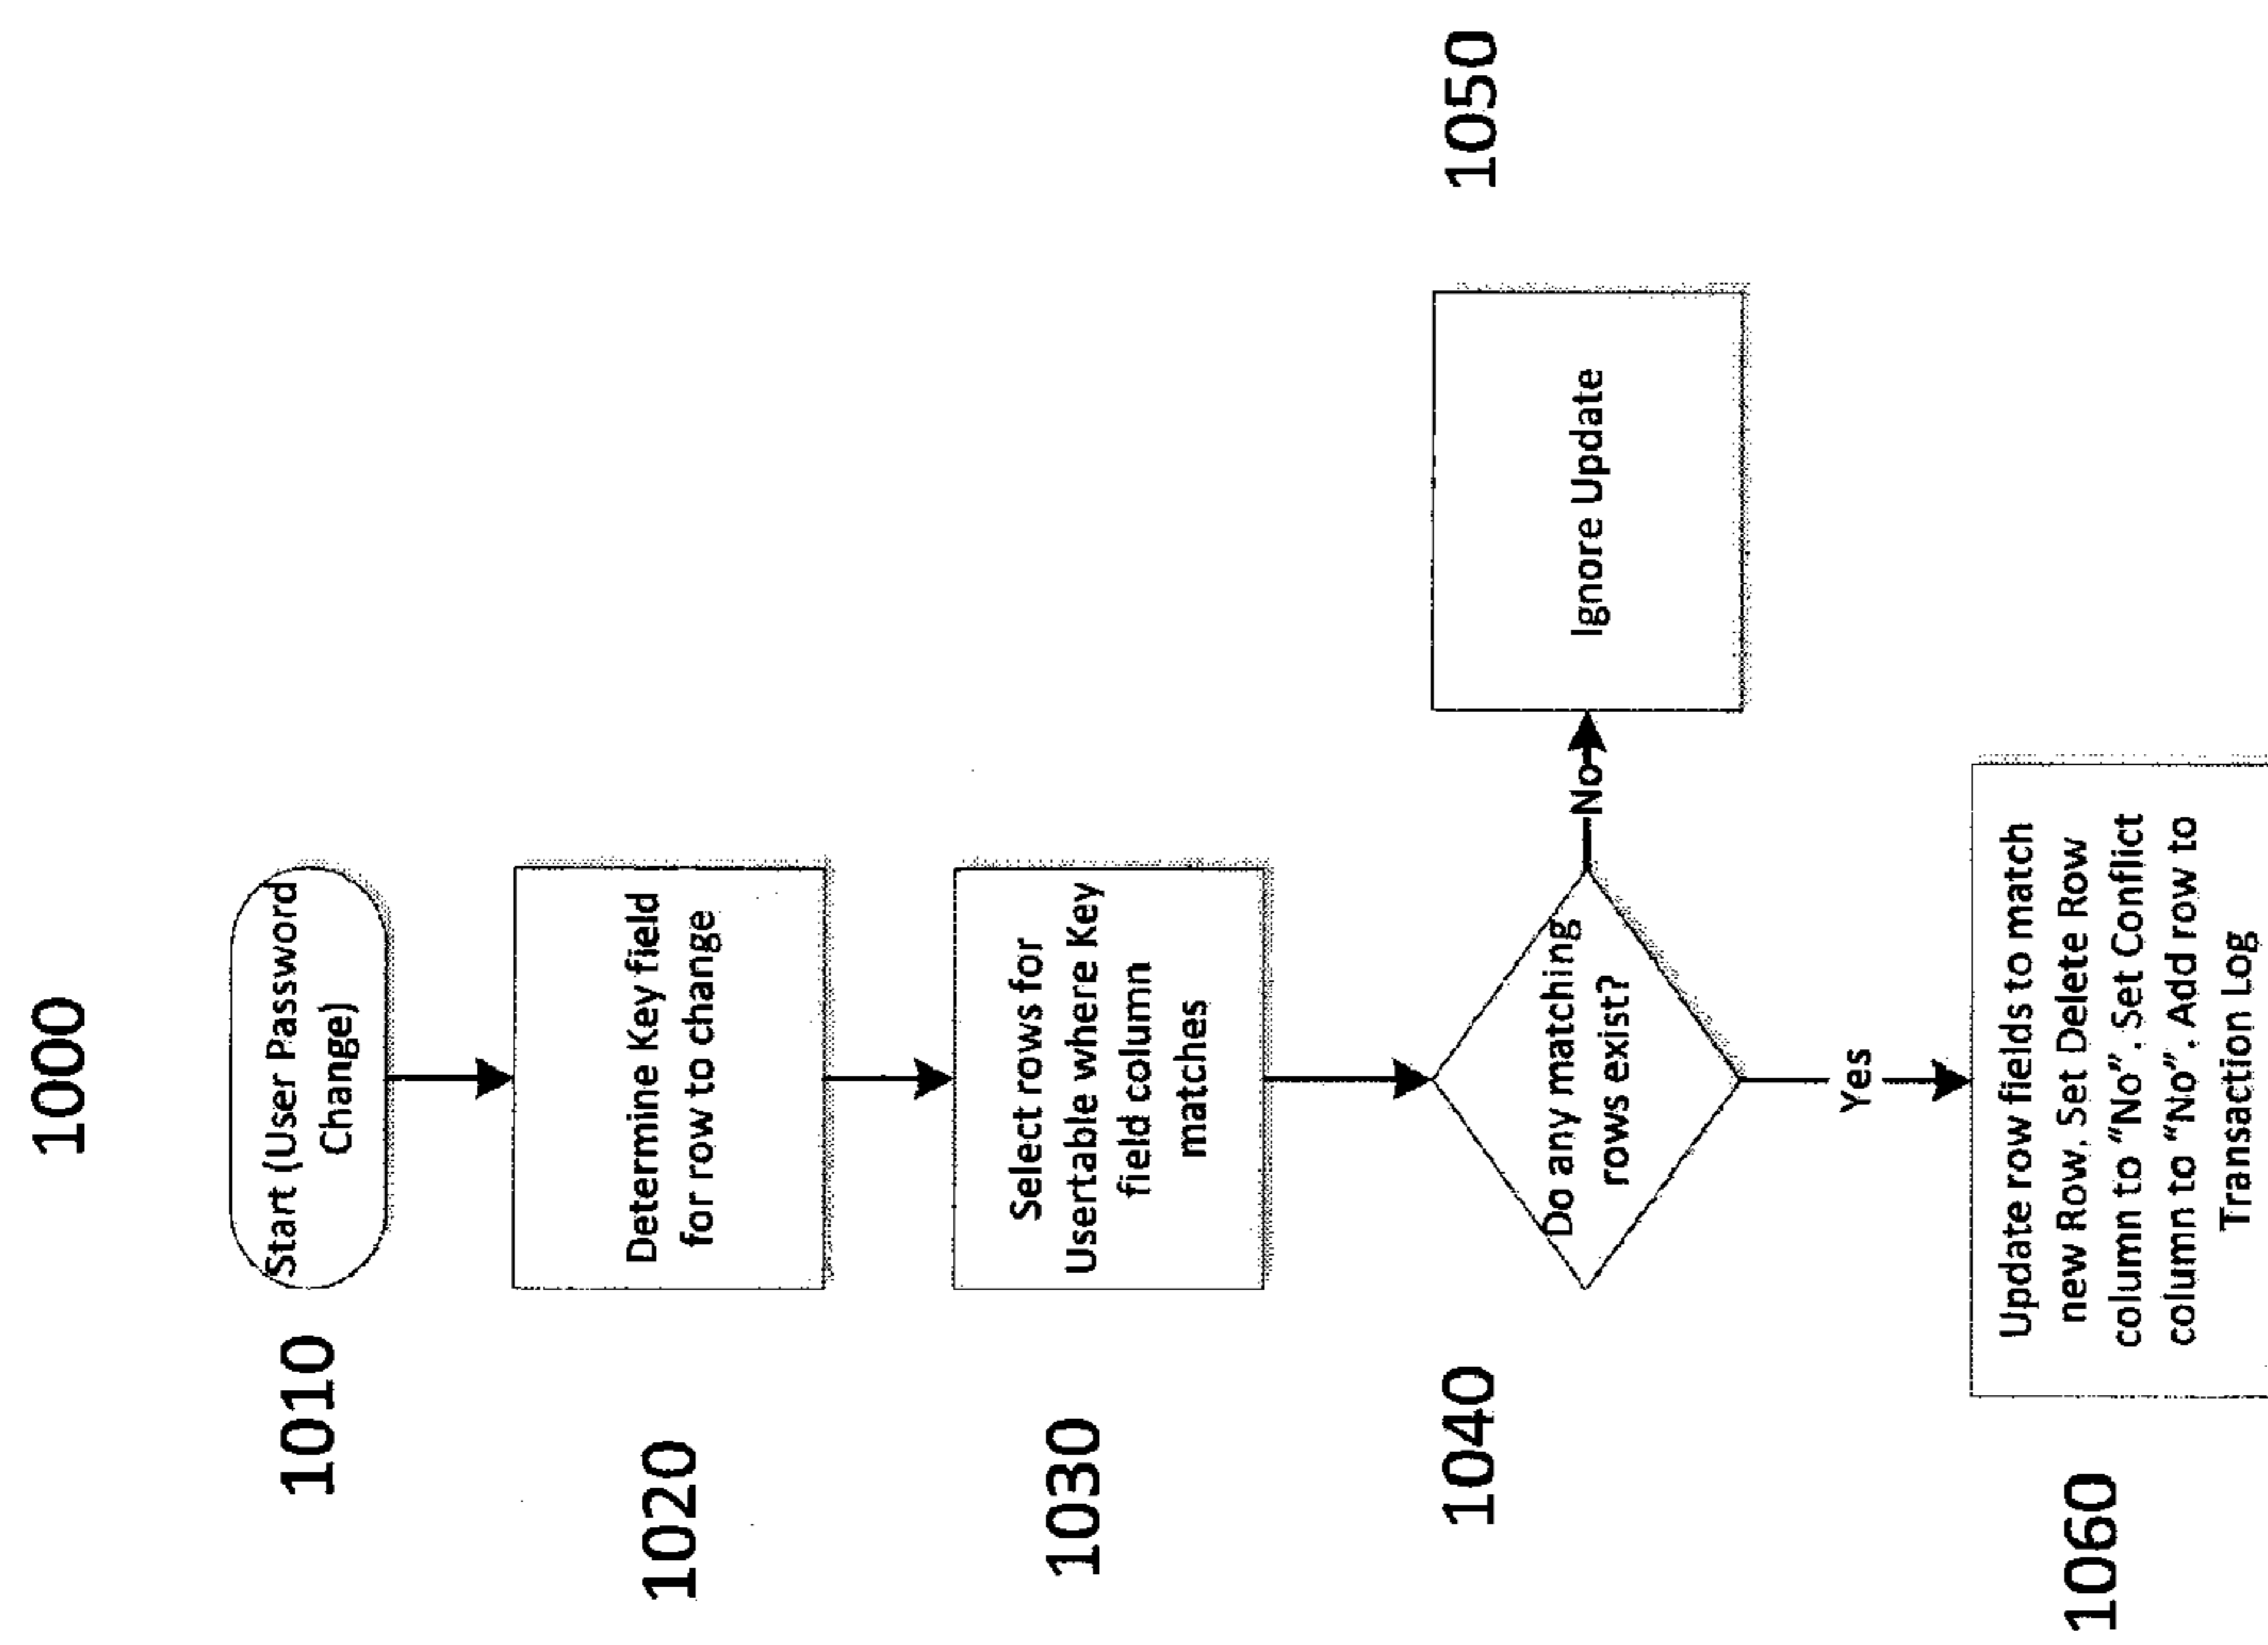 1000
1010
Start (User Password
Change)
1020
Determine Key field
for row to change
1030
Select rows for
Usertable where Key
field column
matches
1040
Do any matching
rows exist?
No
1050
Ignore Update
Yes
1060
Update row fields to match
new Row. Set Delete Row
column to “No”. Set Conflict
column to “No”. Add row to
Transaction Log